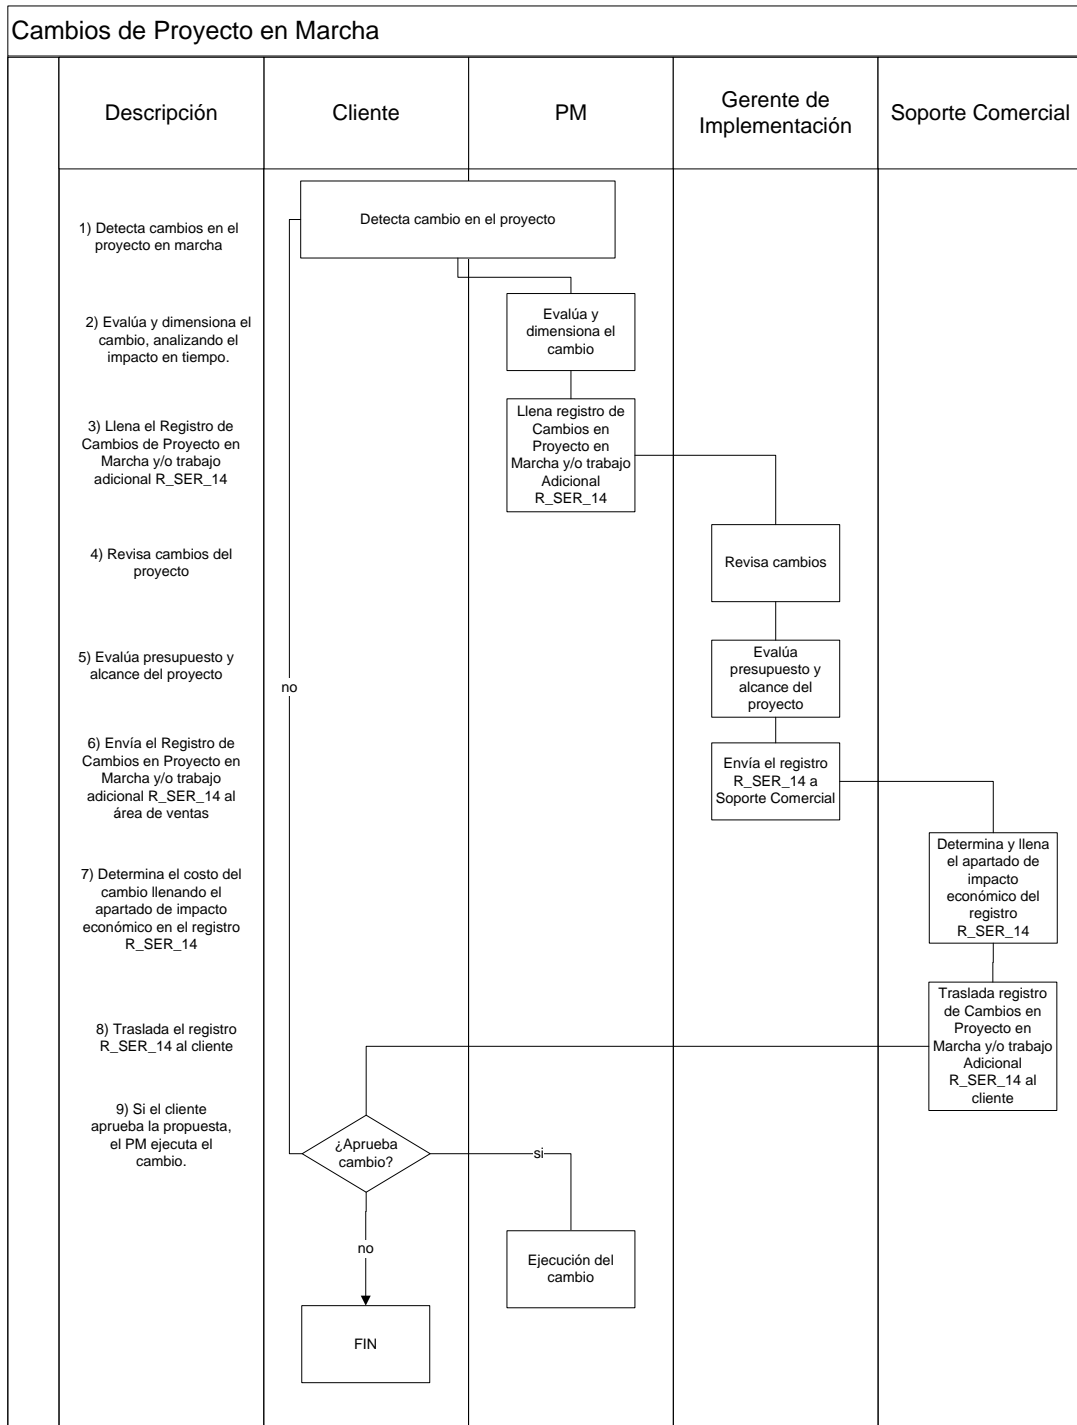 Cambios de Proyecto en Marcha
Descripción
Cliente
PM
Gerente de
Implementación
Soporte Comercial
1) Detecta cambios en el
proyecto en marcha
Detecta cambio en el proyecto
2) Evalúa y dimensiona el
cambio, analizando el
impacto en tiempo.
Evalúa y
dimensiona el
cambio
3) Llena el Registro de
Cambios de Proyecto en
Marcha y/o trabajo
adicional R_SER_14
Llena registro de
Cambios en
Proyecto en
Marcha y/o trabajo
Adicional
R_SER_14
4) Revisa cambios del
proyecto
Revisa cambios
5) Evalúa presupuesto y
alcance del proyecto
Evalúa
presupuesto y
alcance del
proyecto
no
6) Envía el Registro de
Cambios en Proyecto en
Marcha y/o trabajo
adicional R_SER_14 al
área de ventas
Envía el registro
R_SER_14 a
Soporte Comercial
7) Determina el costo del
cambio llenando el
apartado de impacto
económico en el registro
R_SER_14
Determina y llena
el apartado de
impacto
económico del
registro
R_SER_14
8) Traslada el registro
R_SER_14 al cliente
Traslada registro
de Cambios en
Proyecto en
Marcha y/o trabajo
Adicional
R_SER_14 al
cliente
9) Si el cliente
aprueba la propuesta,
el PM ejecuta el
cambio.
¿Aprueba
cambio?
si
no
Ejecución del
cambio
FIN